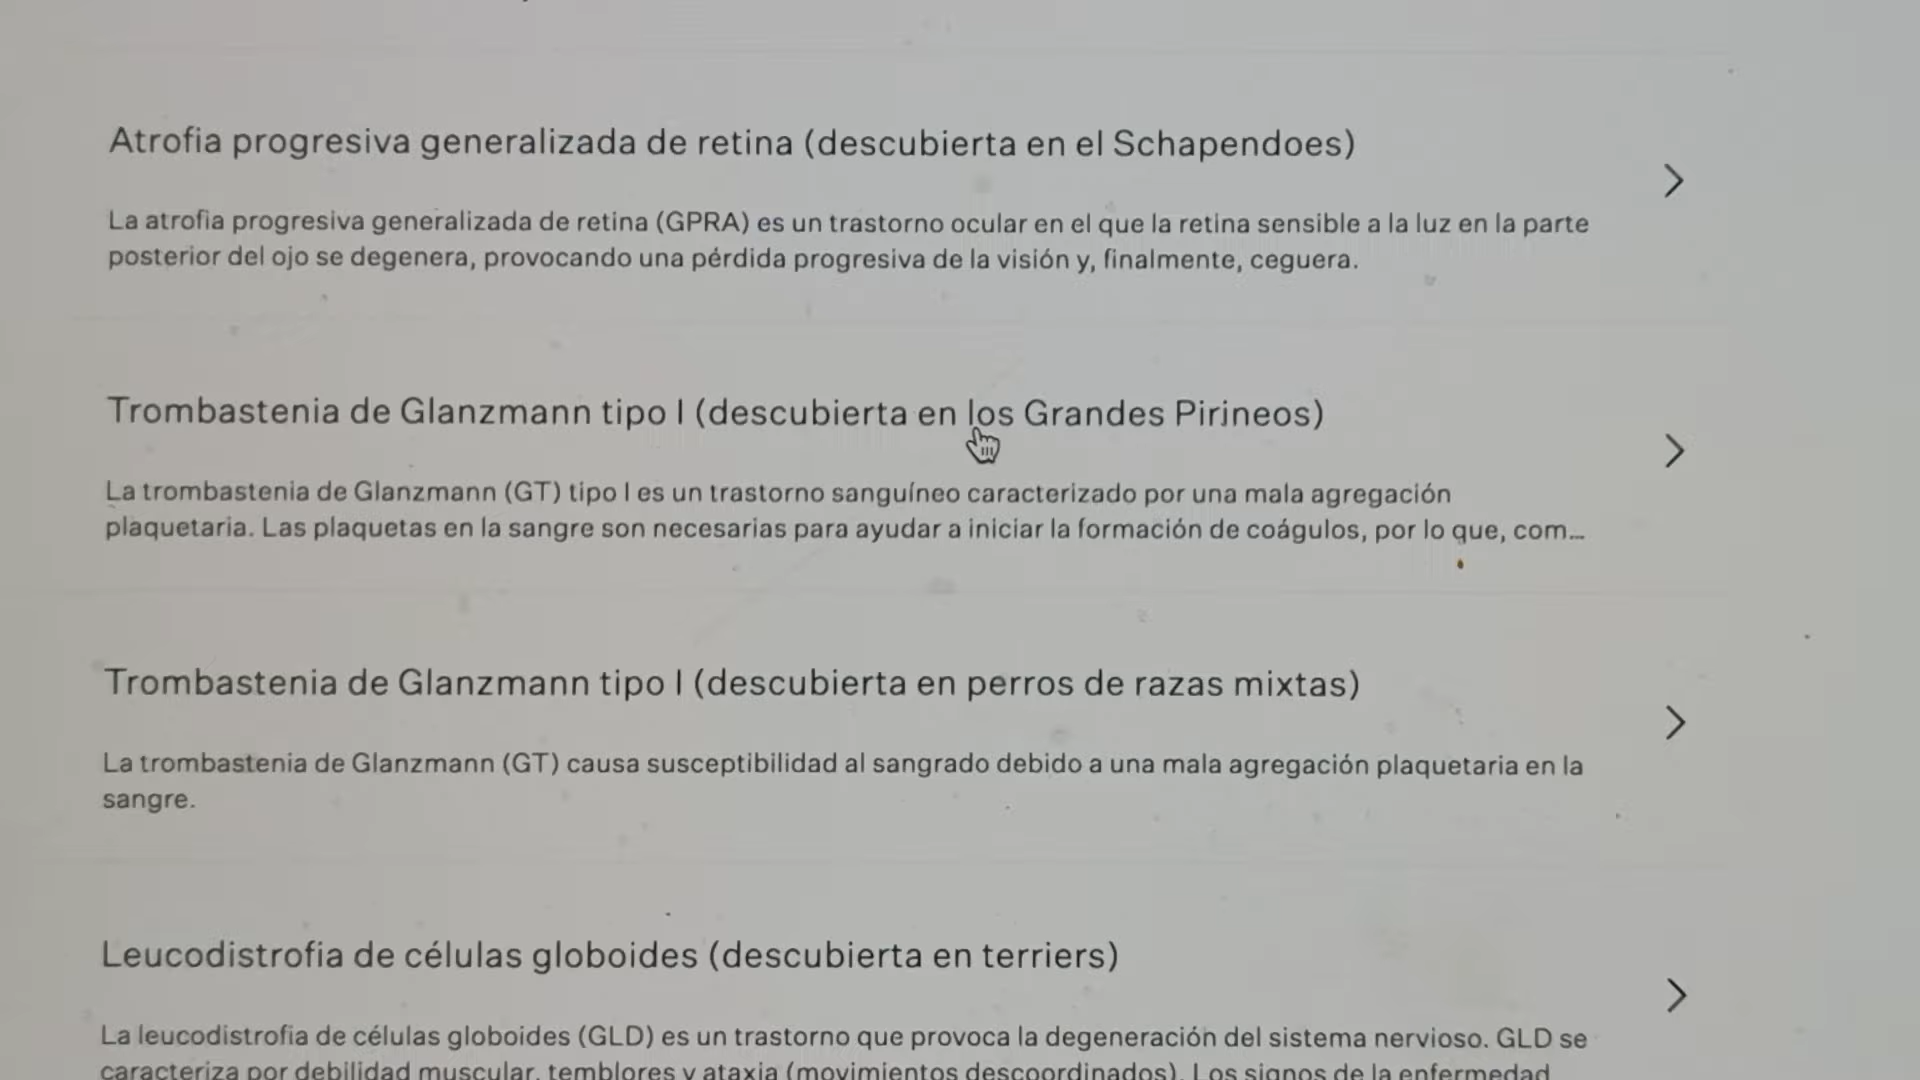 Atrofia progresiva generalizada de retina (descubierta en el Schapendoes)
La atrofia progresiva generalizada de retina (GPRA) es un trastorno ocular en el que la retina sensible a la luz en la parte
posterior del ojo se degenera, provocando una pérdida progresiva de la visión y, finalmente, ceguera.
Trombastenia de Glanzmann tipo I (descubierta en los Grandes Pirineos)
La trombastenia de Glanzmann (GT) tipo I es un trastorno sanguíneo caracterizado por una mala agregación
plaquetaria. Las plaquetas en la sangre son necesarias para ayudar a iniciar la formación de coágulos, por lo que, com...
Trombastenia de Glanzmann tipo I (descubierta en perros de razas mixtas)
La trombastenia de Glanzmann (GT) causa susceptibilidad al sangrado debido a una mala agregación plaquetaria en la
sangre.
Leucodistrofia de células globoides (descubierta en terriers)
La leucodistrofia de células globoides (GLD) es un trastorno que provoca la degeneración del sistema nervioso. GLD se
caracteriza por debilidad muscular, temblores y ataxia (movimientos descoordinados). Los signos de la enfermedad